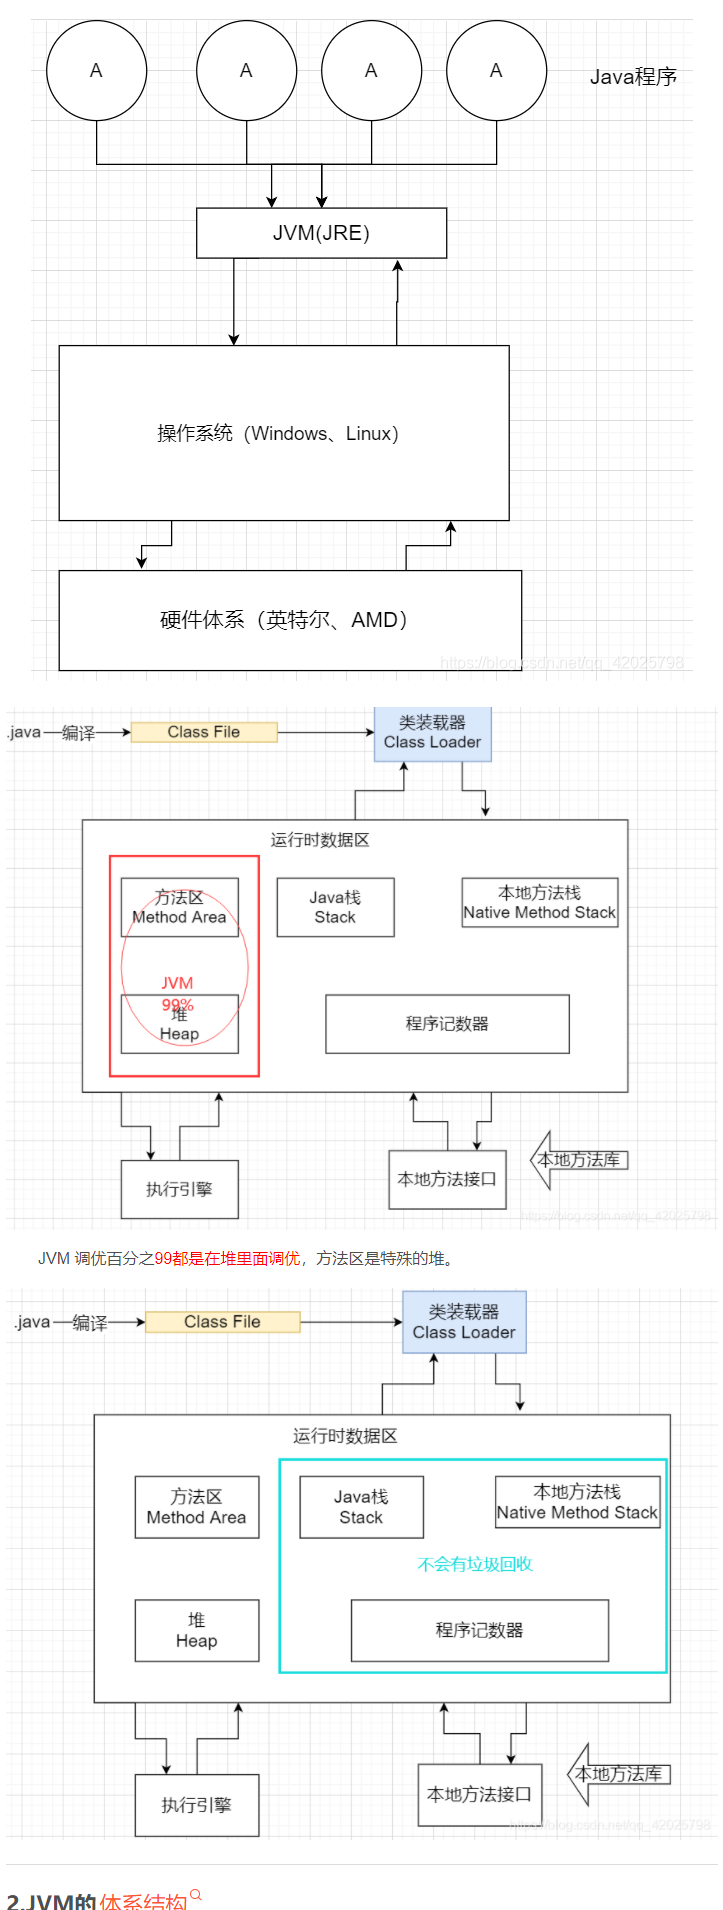 A A A A
Java程序
JVM(JRE)
操作系统（Windows、Linux）
硬件体系（英特尔、AMD）
https://blog.csdn.net/qq_42025798
.java 编译 Class File
类装载器
Class Loader
运行时数据区
方法区
Method Area
Java栈
Stack
本地方法栈
Native Method Stack
JVM
99%
堆
Heap
程序记数器
执行引擎
本地方法接口
本地方法库
https://blog.csdn.net/qq_42025798
JVM 调优百分之99都是在堆里面调优，方法区是特殊的堆。
.java 编译 Class File
类装载器
Class Loader
运行时数据区
方法区
Method Area
Java栈
Stack
本地方法栈
Native Method Stack
不会有垃圾回收
堆
Heap
程序记数器
执行引擎
本地方法接口
本地方法库
https://blog.csdn.net/qq_42025798
2.JVM的体系结构